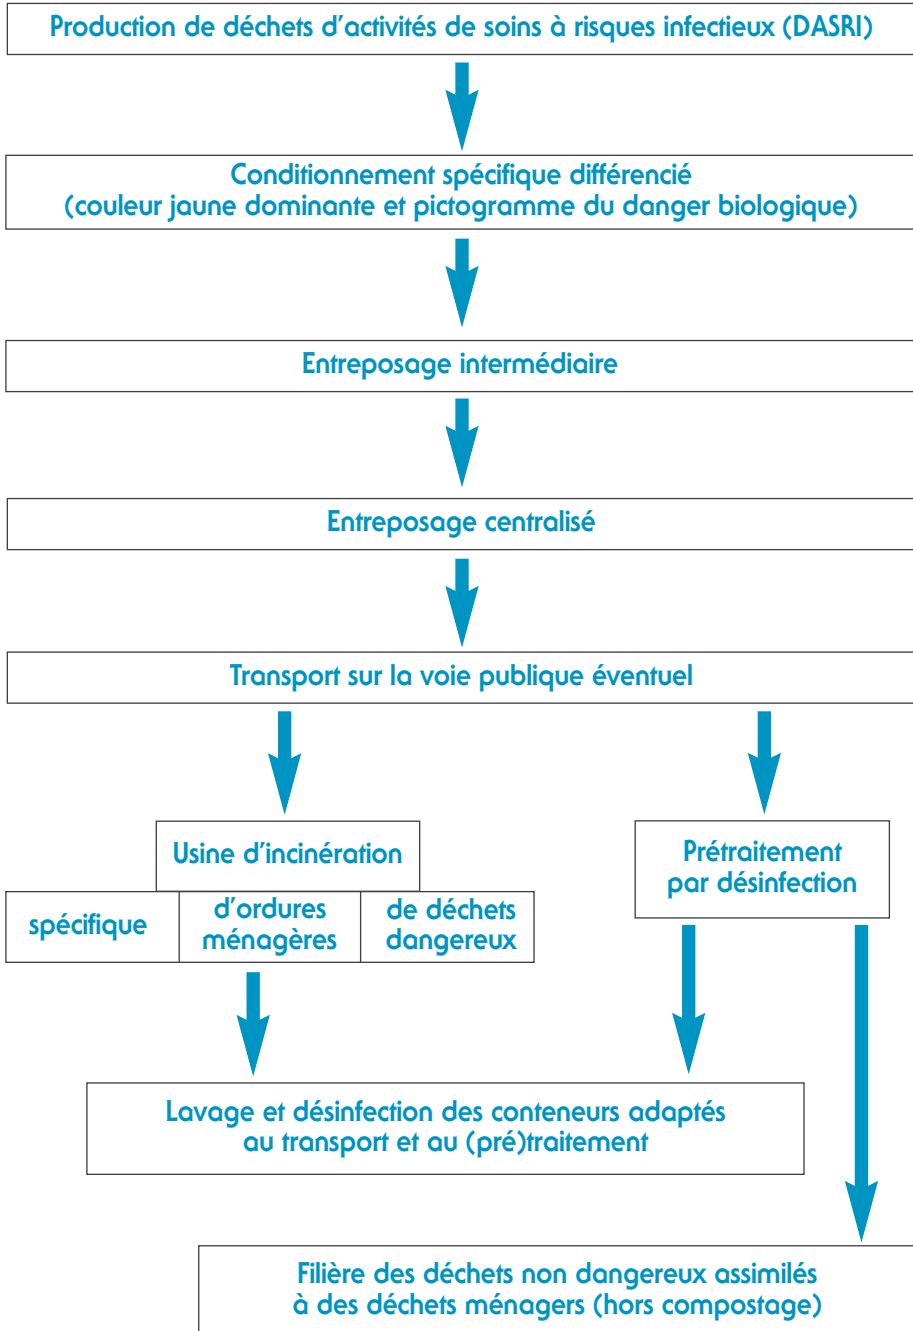 Production de déchets d'activités de soins à risques infectieux (DASRI)
Conditionnement spécifique différencié
(couleur jaune dominante et pictogramme du danger biologique)
Entreposage intermédiaire
Entreposage centralisé
Transport sur la voie publique éventuel
Usine d'incinération
spécifique
d'ordures
ménagères
de déchets
dangereux
Prétraitement
par désinfection
Lavage et désinfection des conteneurs adaptés
au transport et au (pré)traitement
Filière des déchets non dangereux assimilés
à des déchets ménagers (hors compostage)